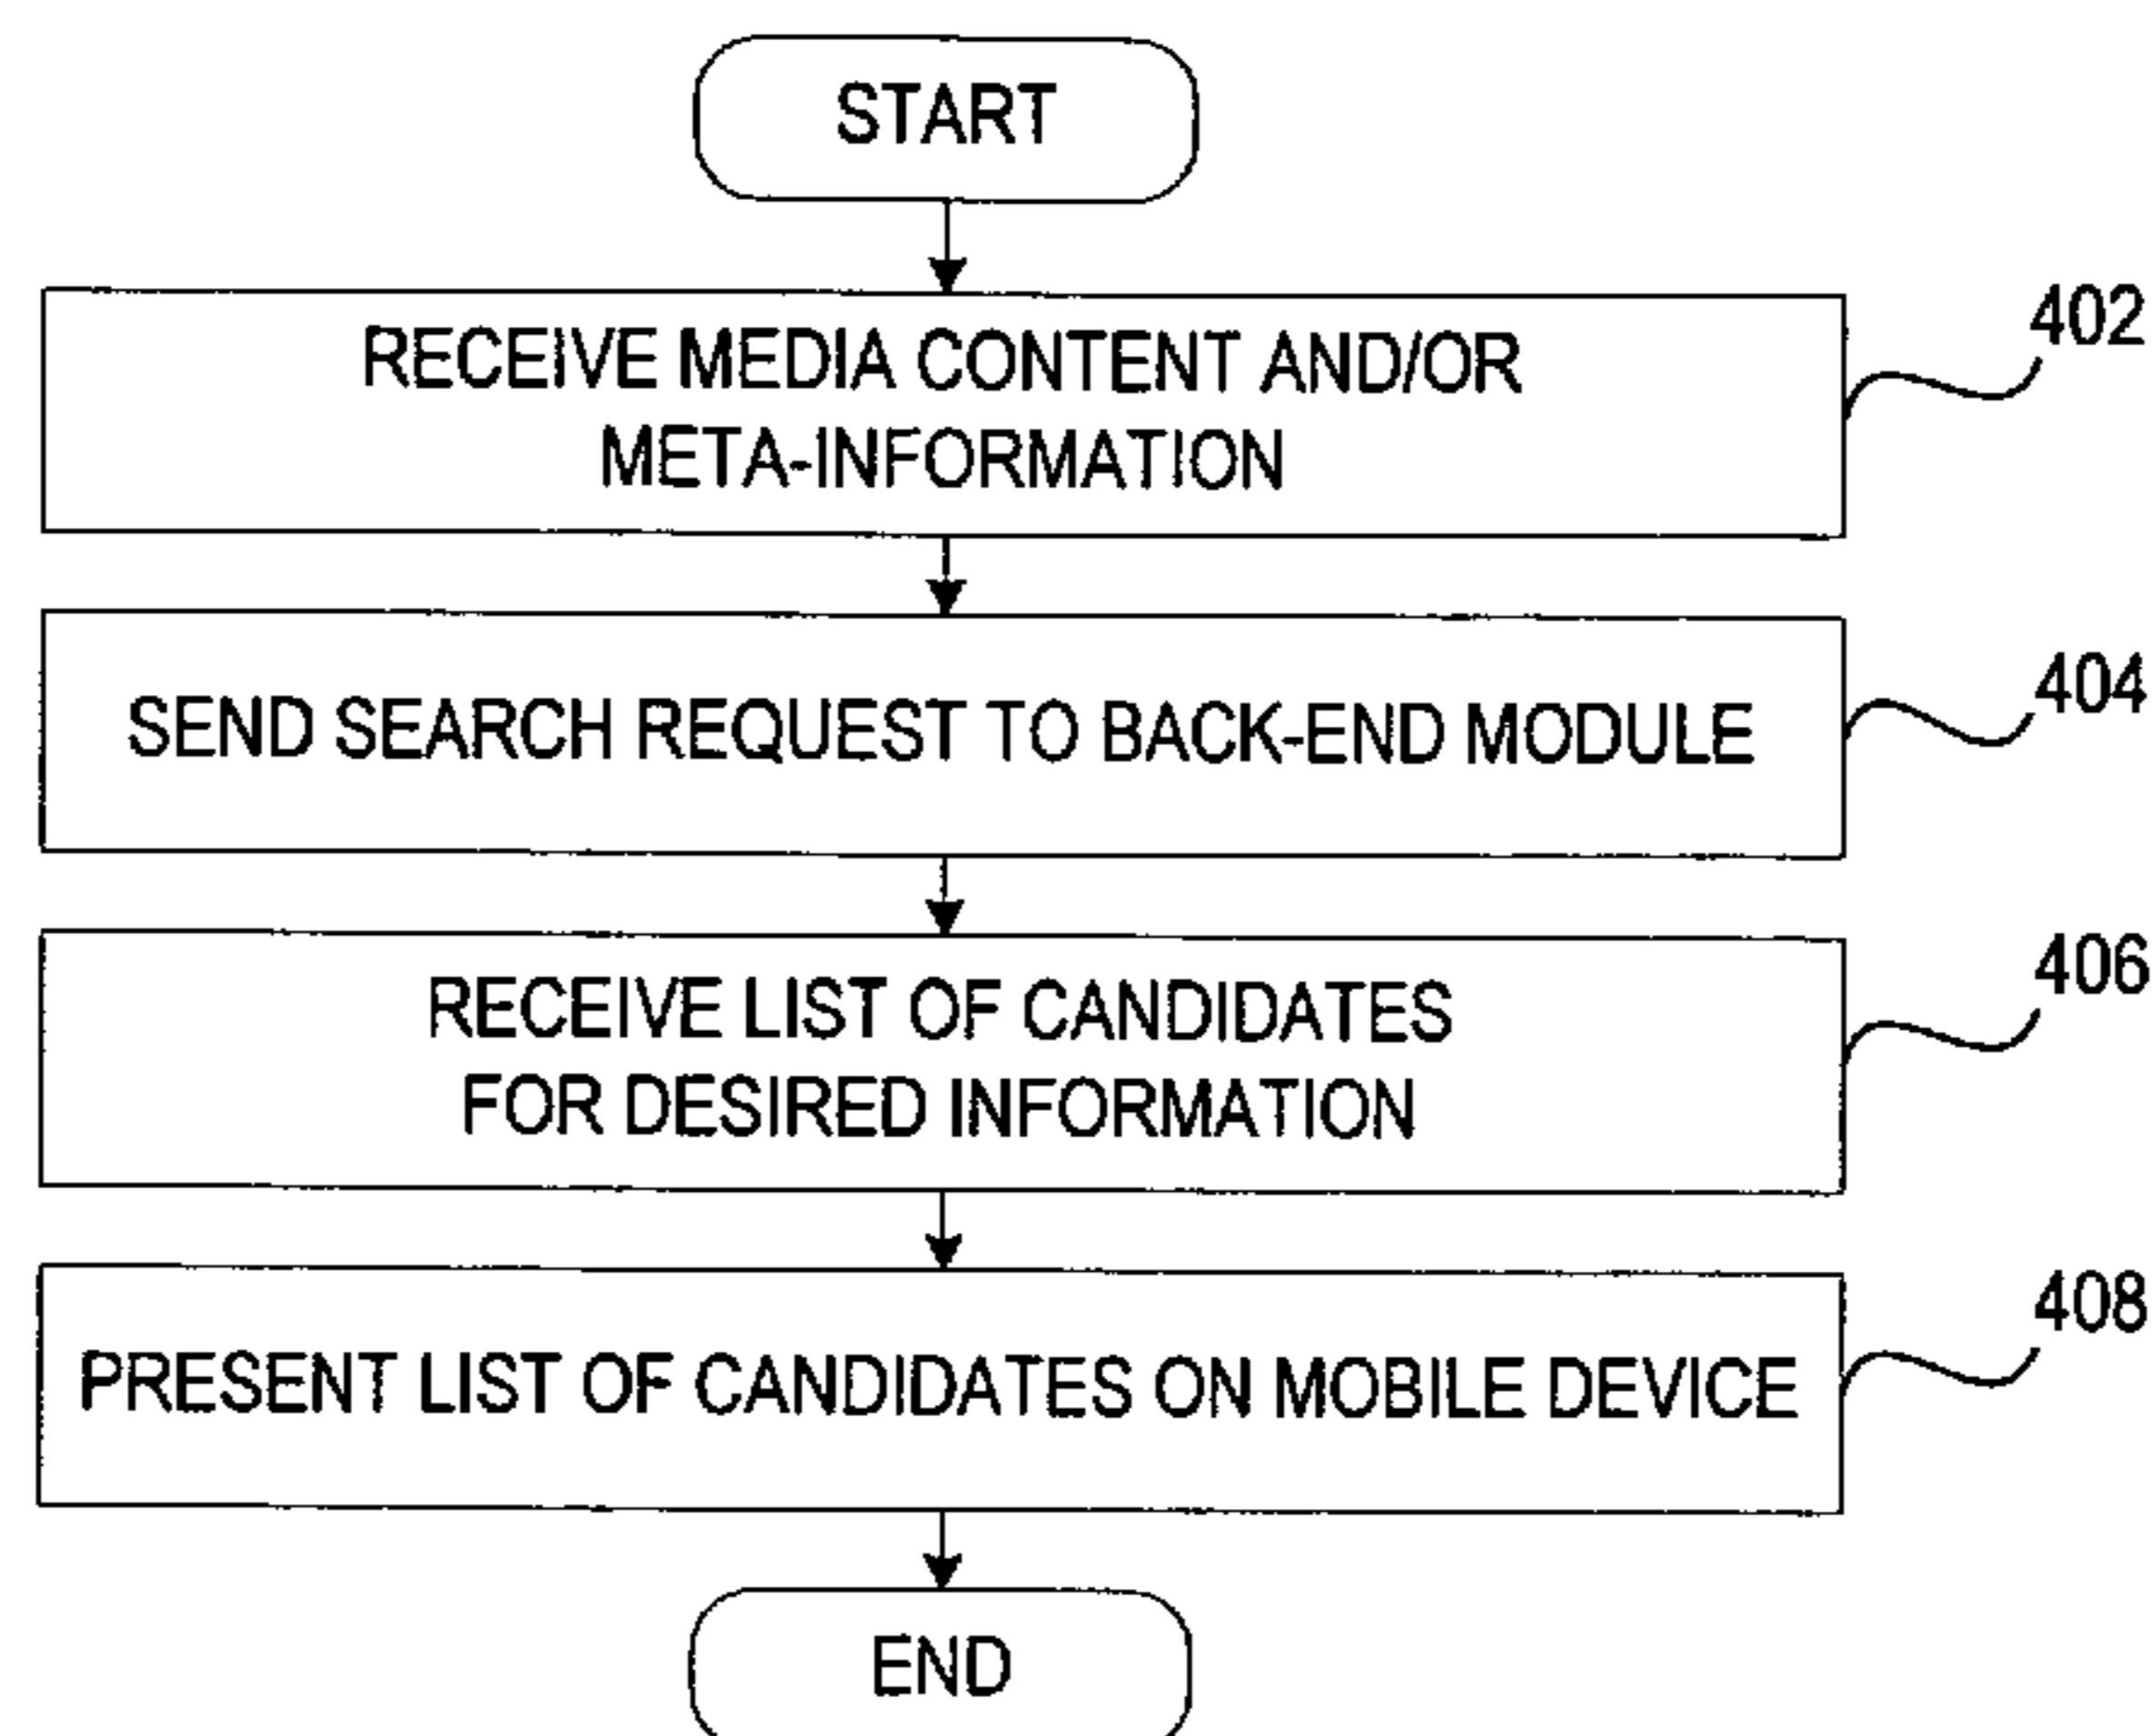 START
RECEIVE MEDIA CONTENT AND/OR
META-INFORMATION
402
SEND SEARCH REQUEST TO BACK-END MODULE
404
RECEIVE LIST OF CANDIDATES
FOR DESIRED INFORMATION
406
PRESENT LIST OF CANDIDATES ON MOBILE DEVICE
408
END